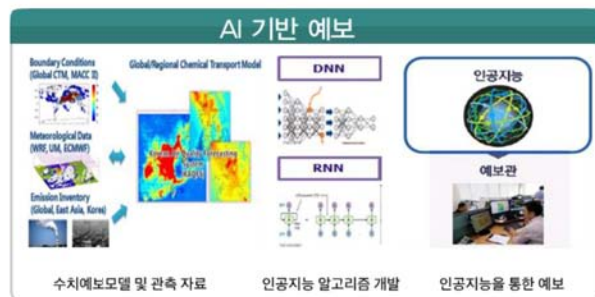 AI 기반 예보
Boundary Conditions
(Global CTM, MACC II)
Global/Regional Chemical Transport Model
Meteorological Data
(WRF, UM, ECMWF)
Emission Inventory
(Global, East Asia, Korea)
DNN
RNN
인공지능
예보관
수치예보모델 및 관측 자료
인공지능 알고리즘 개발
인공지능을 통한 예보